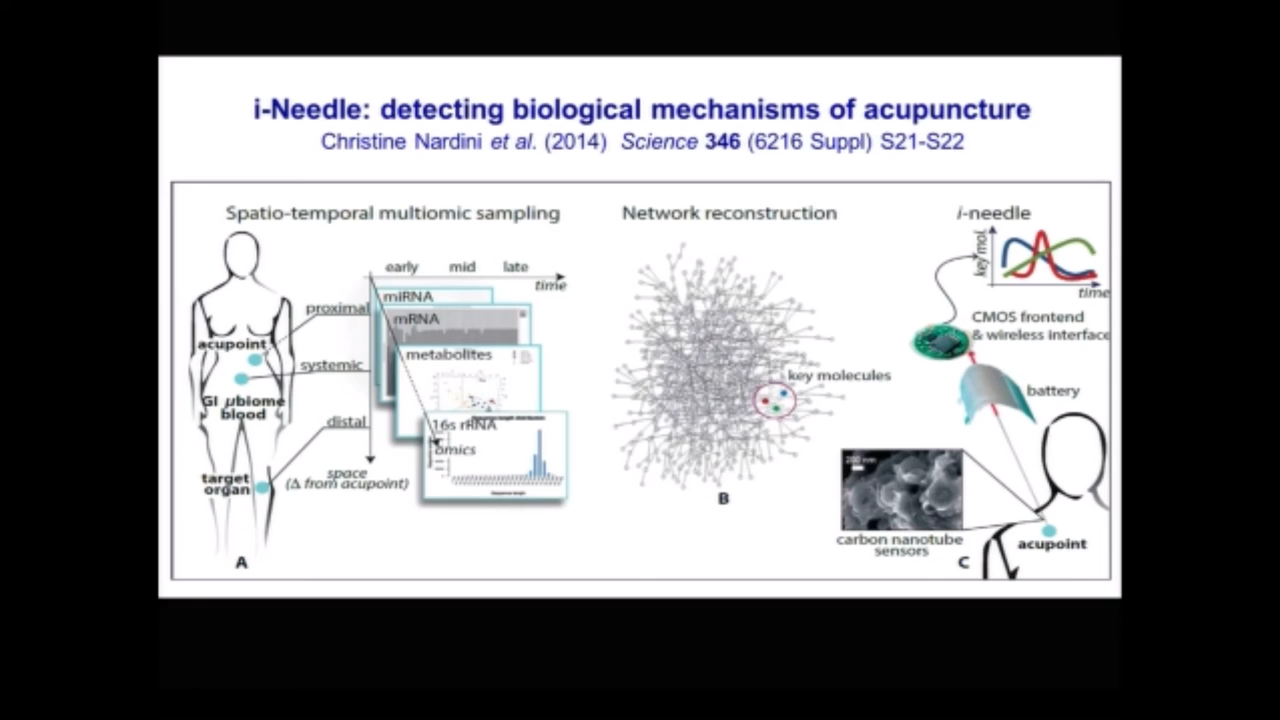 i-Needle: detecting biological mechanisms of acupuncture
Christine Nardini et al. (2014) Science 346 (6216 Suppl) S21-S22
Spatio-temporal multiomic sampling
early mid late
time
miRNA
mRNA
metabolites
16s rRNA
omics
proximal
acupoint
systemic
GI μbiome
blood
distal
target
organ
space
(Δ from acupoint)
A
Network reconstruction
key molecules
B
i-needle
key mol.
time
CMOS frontend
& wireless interface
battery
200 nm
carbon nanotube
sensors
acupoint
C